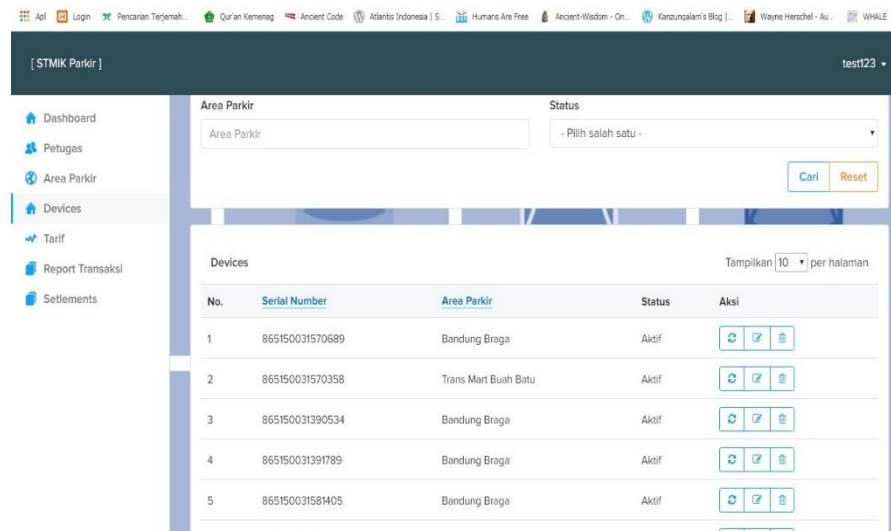 Apl Login Pencarian Terjemah... Qur'an Kemenag Ancient Code Atlantis Indonesia | S... Humans Are Free Ancient-Wisdom - On... Kanzunqalam's Blog |... Wayne Herschel - Au... WHALE
[ STMIK Parkir ] test123
Dashboard
Petugas
Area Parkir
Devices
Tarif
Report Transaksi
Setlements
Area Parkir Status
Area Parkir - Pilih salah satu -
Cari Reset
Devices Tampilkan 10 per halaman
No. Serial Number Area Parkir Status Aksi
1 865150031570689 Bandung Braga Aktif
2 865150031570358 Trans Mart Buah Batu Aktif
3 865150031390534 Bandung Braga Aktif
4 865150031391789 Bandung Braga Aktif
5 865150031581405 Bandung Braga Aktif